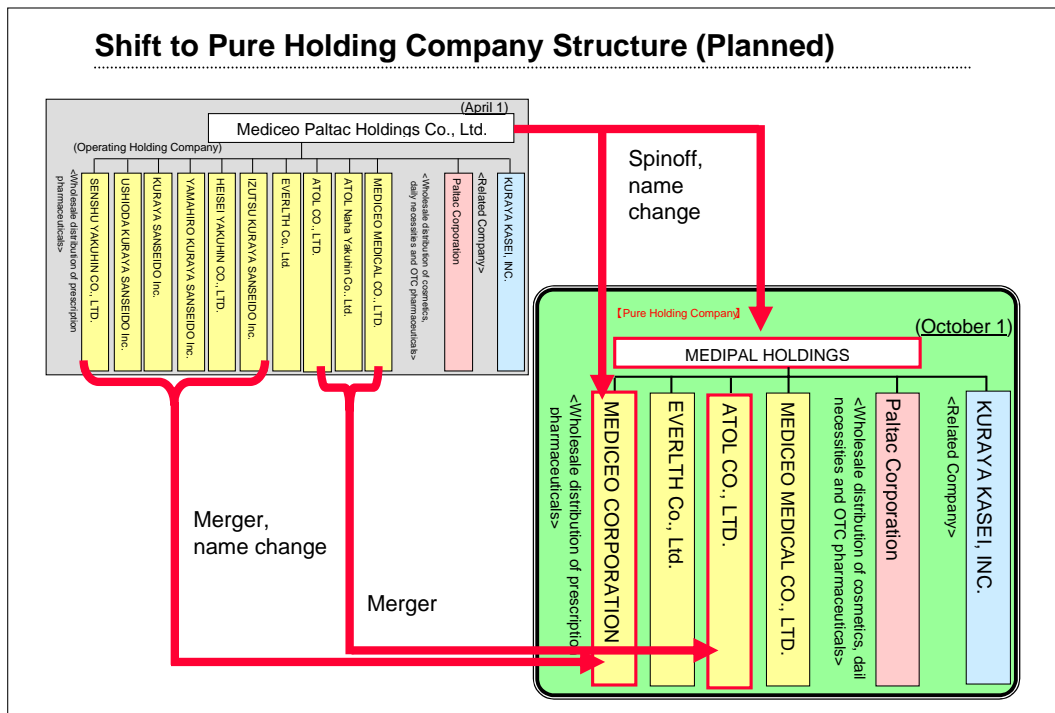 Shift to Pure Holding Company Structure (Planned)
(April 1)
Mediceo Paltac Holdings Co., Ltd.
(Operating Holding Company)
<Wholesale distribution of prescription
pharmaceuticals>
SENSHU YAKUHIN CO., LTD.
USHIODA KURAYA SANSEIDO Inc.
KURAYA SANSEIDO Inc.
YAMAHIRO KURAYA SANSEIDO Inc.
HEISEI YAKUHIN CO., LTD.
IZUTSU KURAYA SANSEIDO Inc.
EVERLTH Co., Ltd.
ATOL CO., LTD.
ATOL Naha Yakuhin Co., Ltd.
MEDICEO MEDICAL CO., LTD.
<Wholesale distribution of cosmetics,
daily necessities and OTC pharmaceuticals>
Paltac Corporation
<Related Company>
KURAYA KASEI, INC.
Spinoff,
name
change
Merger,
name change
Merger
【Pure Holding Company】
(October 1)
MEDIPAL HOLDINGS
<Wholesale distribution of prescription
pharmaceuticals>
MEDICEO CORPORATION
EVERLTH Co., Ltd.
ATOL CO., LTD.
MEDICEO MEDICAL CO., LTD.
<Wholesale distribution of cosmetics, dail
necessities and OTC pharmaceuticals>
Paltac Corporation
<Related Company>
KURAYA KASEI, INC.